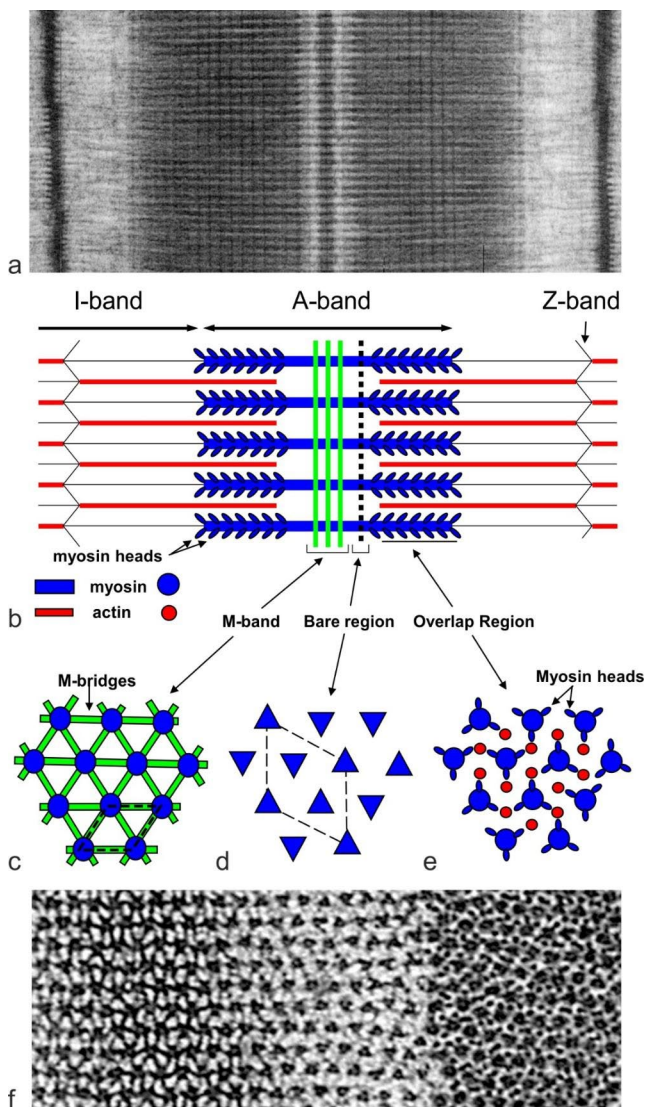 a
I-band A-band Z-band
myosin heads
myosin
actin
b
M-band Bare region Overlap Region
M-bridges Myosin heads
c d e
f